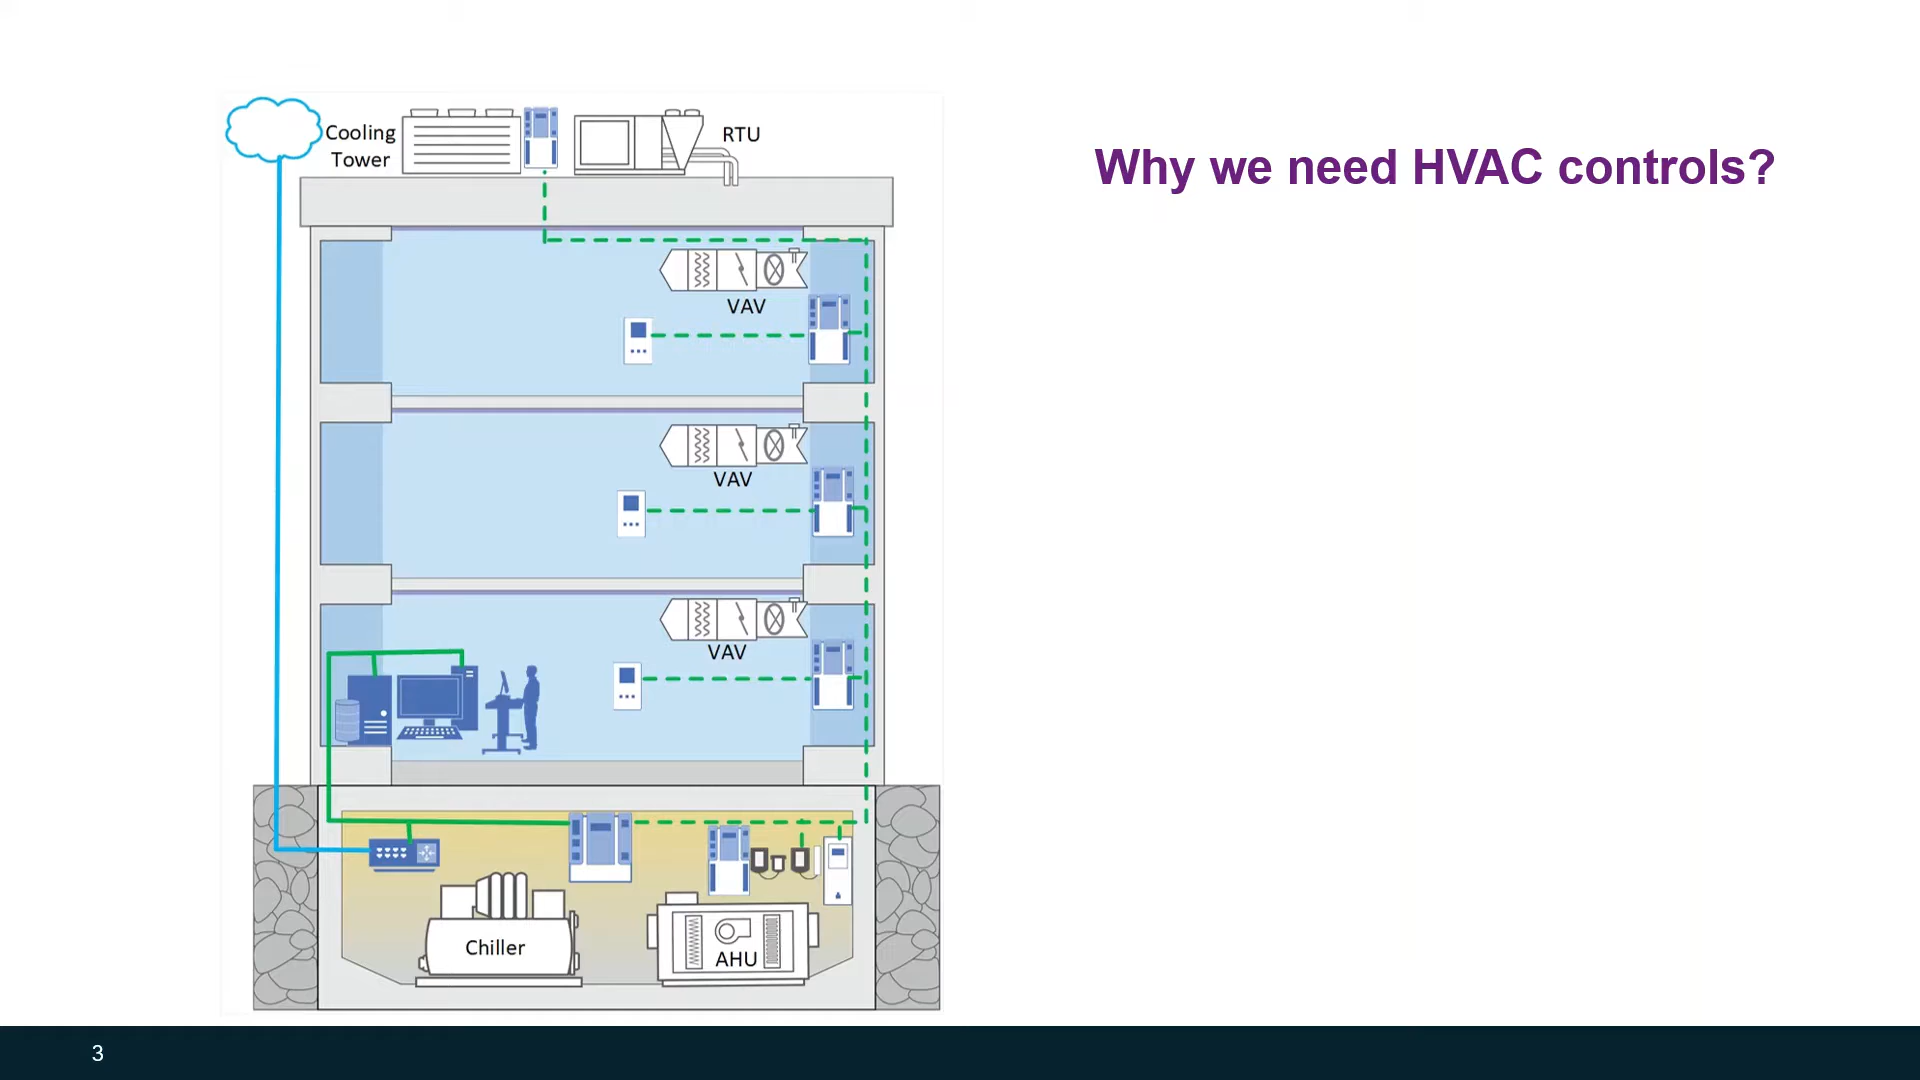 Cooling
Tower
RTU
Why we need HVAC controls?
VAV
VAV
VAV
Chiller
AHU
3